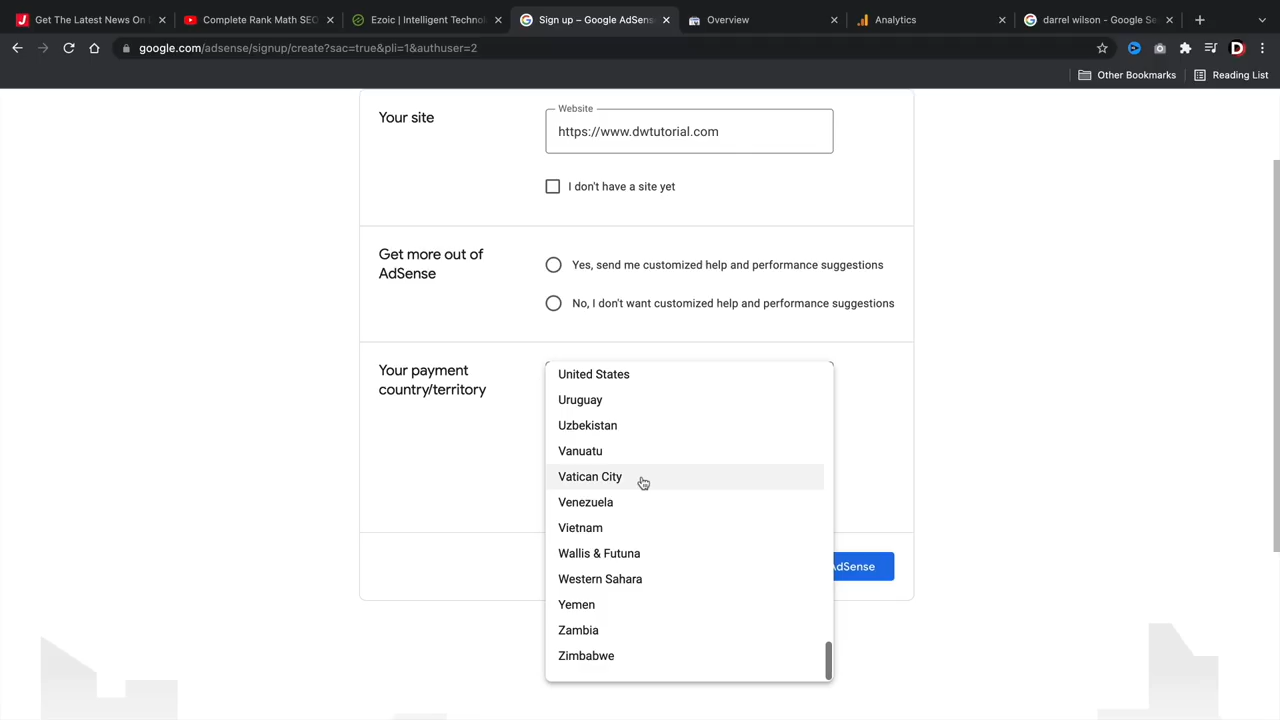 Get The Latest News On
Complete Rank Math SEO
Ezoic | Intelligent Technol
Sign up – Google AdSense
Overview
Analytics
darrel wilson - Google Se
google.com/adsense/signup/create?sac=true&pli=1&authuser=2
Other Bookmarks
Reading List
Your site
Website
https://www.dwtutorial.com
I don't have a site yet
Get more out of
AdSense
Yes, send me customized help and performance suggestions
No, I don't want customized help and performance suggestions
Your payment
country/territory
United States
Uruguay
Uzbekistan
Vanuatu
Vatican City
Venezuela
Vietnam
Wallis & Futuna
Western Sahara
Yemen
Zambia
Zimbabwe
AdSense